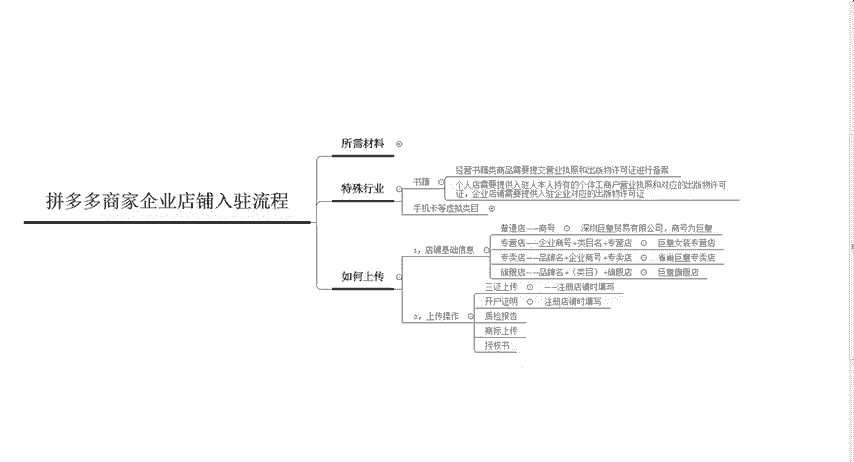 拼多多商家企业店铺入驻流程
所需材料
特殊行业
书籍
经营书籍类商品需要提交营业执照和出版物许可证进行备案
个人店需要提供入驻人本人持有的个体工商户营业执照和对应的出版物许可
证，企业店铺需要提供入驻企业对应的出版物许可证
手机卡等虚拟类目
如何上传
1，店铺基础信息
普通店——商号
深圳巨量贸易有限公司，商号为巨量
专营店——企业商号+类目名+专营店
巨量女装专营店
专卖店——品牌名+企业商号+专卖店
雀巢巨量专卖店
旗舰店——品牌名+（类目）+旗舰店
巨量旗舰店
2，上传操作
三证上传
——注册店铺时填写
开户证明
注册店铺时填写
质检报告
商标上传
授权书